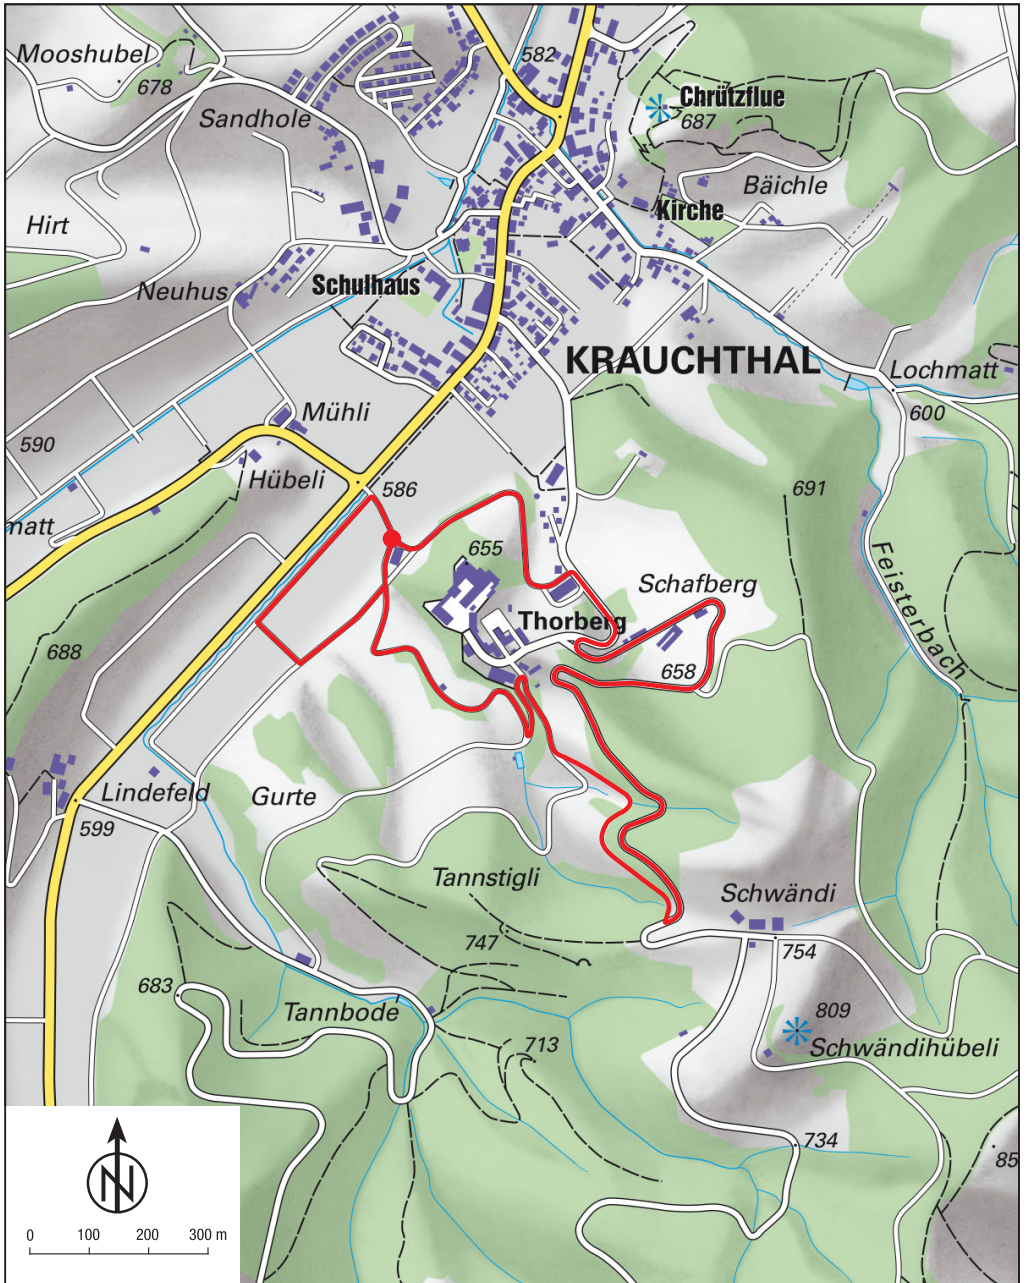 Mooshubel
678
582
Chrützflue
687
Sandhole
Bäichle
Kirche
Hirt
Neuhus
Schulhaus
KRAUCHTHAL
Lochmatt
600
Mühli
590
Hübeli
586
691
matt
655
Feisterbach
Schafberg
Thorberg
688
658
Lindefeld
Gurte
599
Tannstigli
Schwändi
747
754
683
Tannbode
809
Schwändihübeli
713
734
85
N
0 100 200 300 m